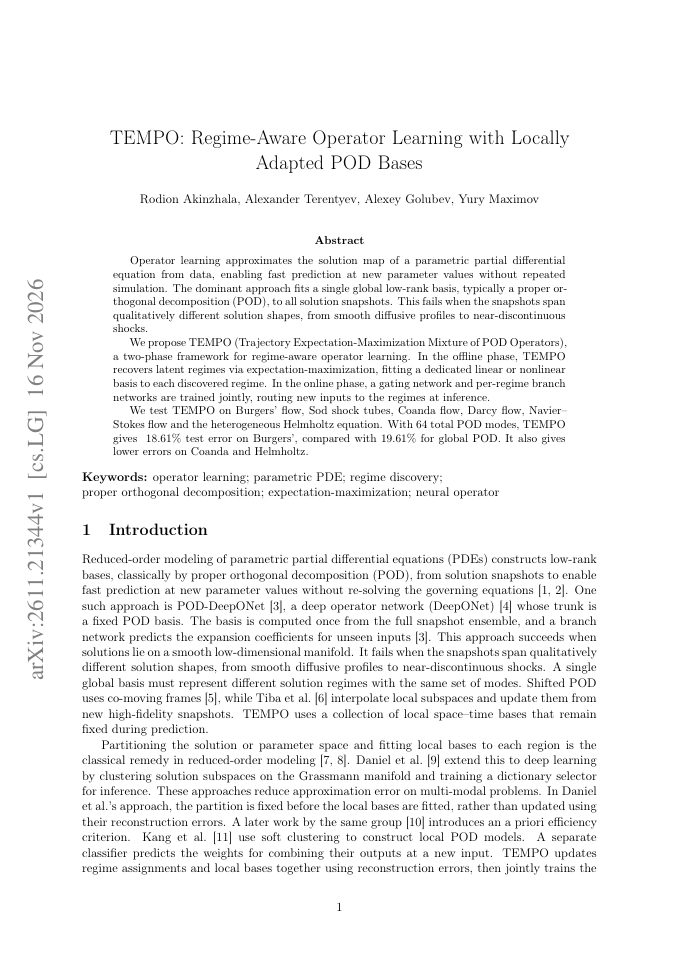 TEMPO: Regime-Aware Operator Learning with Locally
Adapted POD Bases
Rodion Akinzhala, Alexander Terentyev, Alexey Golubev, Yury Maximov
Abstract
Operator learning approximates the solution map of a parametric partial differential
equation from data, enabling fast prediction at new parameter values without repeated
simulation. The dominant approach fits a single global low-rank basis, typically a proper or-
thogonal decomposition (POD), to all solution snapshots. This fails when the snapshots span
qualitatively different solution shapes, from smooth diffusive profiles to near-discontinuous
shocks.
We propose TEMPO (Trajectory Expectation-Maximization Mixture of POD Operators),
a two-phase framework for regime-aware operator learning. In the offline phase, TEMPO
recovers latent regimes via expectation-maximization, fitting a dedicated linear or nonlinear
basis to each discovered regime. In the online phase, a gating network and per-regime branch
networks are trained jointly, routing new inputs to the regimes at inference.
We test TEMPO on Burgers' flow, Sod shock tubes, Coanda flow, Darcy flow, Navier–
Stokes flow and the heterogeneous Helmholtz equation. With 64 total POD modes, TEMPO
gives 18.61% test error on Burgers', compared with 19.61% for global POD. It also gives
lower errors on Coanda and Helmholtz.
Keywords: operator learning; parametric PDE; regime discovery;
proper orthogonal decomposition; expectation-maximization; neural operator
1 Introduction
Reduced-order modeling of parametric partial differential equations (PDEs) constructs low-rank
bases, classically by proper orthogonal decomposition (POD), from solution snapshots to enable
fast prediction at new parameter values without re-solving the governing equations [1, 2]. One
such approach is POD-DeepONet [3], a deep operator network (DeepONet) [4] whose trunk is
a fixed POD basis. The basis is computed once from the full snapshot ensemble, and a branch
network predicts the expansion coefficients for unseen inputs [3]. This approach succeeds when
solutions lie on a smooth low-dimensional manifold. It fails when the snapshots span qualitatively
different solution shapes, from smooth diffusive profiles to near-discontinuous shocks. A single
global basis must represent different solution regimes with the same set of modes. Shifted POD
uses co-moving frames [5], while Tiba et al. [6] interpolate local subspaces and update them from
new high-fidelity snapshots. TEMPO uses a collection of local space–time bases that remain
fixed during prediction.
Partitioning the solution or parameter space and fitting local bases to each region is the
classical remedy in reduced-order modeling [7, 8]. Daniel et al. [9] extend this to deep learning
by clustering solution subspaces on the Grassmann manifold and training a dictionary selector
for inference. These approaches reduce approximation error on multi-modal problems. In Daniel
et al.'s approach, the partition is fixed before the local bases are fitted, rather than updated using
their reconstruction errors. A later work by the same group [10] introduces an a priori efficiency
criterion. Kang et al. [11] use soft clustering to construct local POD models. A separate
classifier predicts the weights for combining their outputs at a new input. TEMPO updates
regime assignments and local bases together using reconstruction errors, then jointly trains the
1
arXiv:2611.21344v1 [cs.LG] 16 Nov 2026